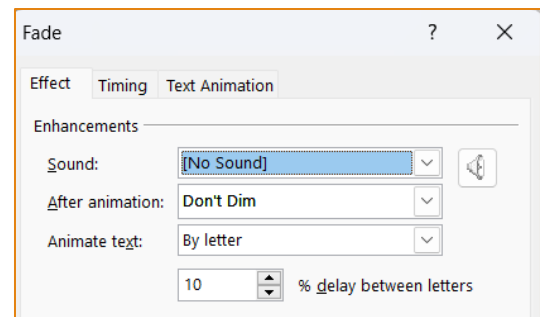 Fade ? X
Effect Timing Text Animation
Enhancements
Sound: [No Sound]
After animation: Don't Dim
Animate text: By letter
10 % delay between letters